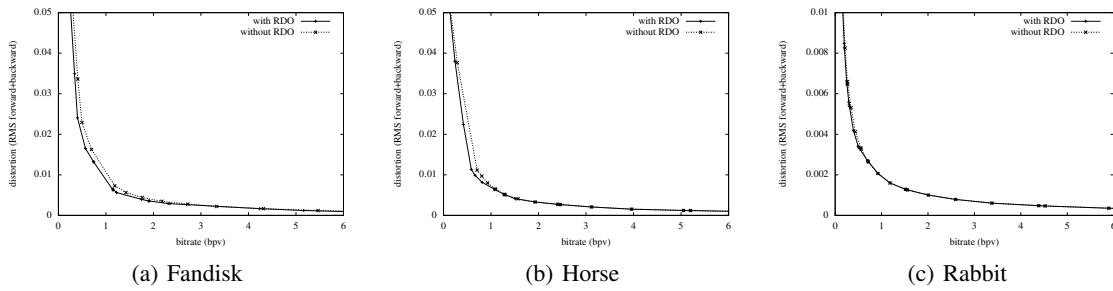 with RDO
without RDO
distortion (RMS forward+backward)
0.05
0.04
0.03
0.02
0.01
0
0 1 2 3 4 5 6
bitrate (bpv)
(a) Fandisk
with RDO
without RDO
distortion (RMS forward+backward)
0.05
0.04
0.03
0.02
0.01
0
0 1 2 3 4 5 6
bitrate (bpv)
(b) Horse
with RDO
without RDO
distortion (RMS forward+backward)
0.01
0.008
0.006
0.004
0.002
0
0 1 2 3 4 5 6
bitrate (bpv)
(c) Rabbit